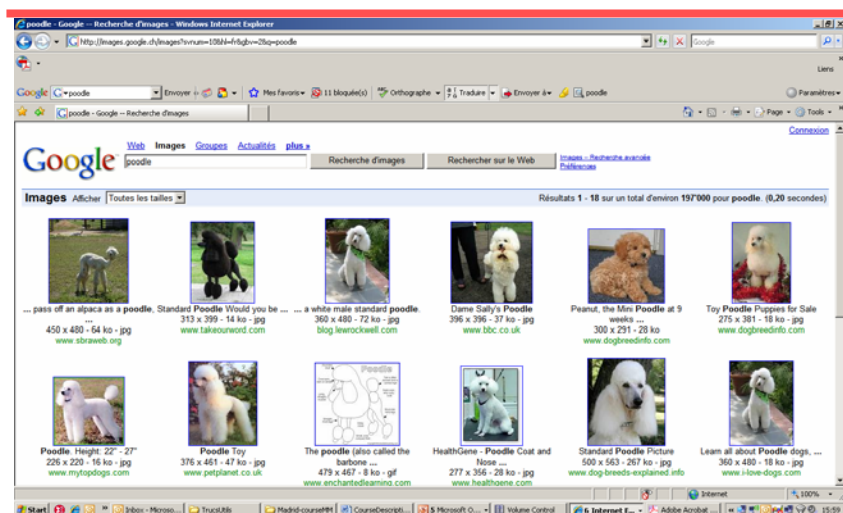 poodle - Google -- Recherche d'images - Windows Internet Explorer
http://images.google.ch/images?svnum=10&hl=fr&gbv=2&q=poodle
Google
Liens
Google
poodle
Envoyer
Mes favoris
11 bloquée(s)
Orthographe
Traduire
Envoyer à
poodle
Paramètres
poodle - Google -- Recherche d'images
Page
Tools
Connexion
Google
Web Images Groupes Actualités plus »
poodle
Recherche d'images
Rechercher sur le Web
Images - Recherche avancée
Préférences
Images Afficher Toutes les tailles
Résultats 1 - 18 sur un total d'environ 197'000 pour poodle. (0,20 secondes)
... pass off an alpaca as a poodle, ...
450 x 480 - 64 ko - jpg
www.sbraweb.org
Standard Poodle Would you be ...
313 x 399 - 14 ko - jpg
www.takeourword.com
... a white male standard poodle.
360 x 480 - 72 ko - jpg
blog.lewrockwell.com
Dame Sally's Poodle
396 x 396 - 37 ko - jpg
www.bbc.co.uk
Peanut, the Mini Poodle at 9 weeks ...
300 x 291 - 28 ko
www.dogbreedinfo.com
Toy Poodle Puppies for Sale
275 x 381 - 18 ko - jpg
www.dogbreedinfo.com
Poodle
Poodle. Height: 22" - 27"
226 x 220 - 16 ko - jpg
www.mytopdogs.com
Poodle Toy
376 x 461 - 47 ko - jpg
www.petplanet.co.uk
The poodle (also called the barbone ...
479 x 467 - 8 ko - gif
www.enchantedlearning.com
HealthGene - Poodle Coat and Nose ...
277 x 356 - 28 ko - jpg
www.healthgene.com
Standard Poodle Picture
500 x 563 - 267 ko - jpg
www.dog-breeds-explained.info
Learn all about Poodle dogs, ...
360 x 480 - 18 ko - jpg
www.i-love-dogs.com
Internet
100%
Start
Inbox - Microso...
TrucsUtils
Madrid-courseMM
CourseDescripti...
5 Microsoft O...
Volume Control
6 Internet E...
Adobe Acrobat ...
15:59